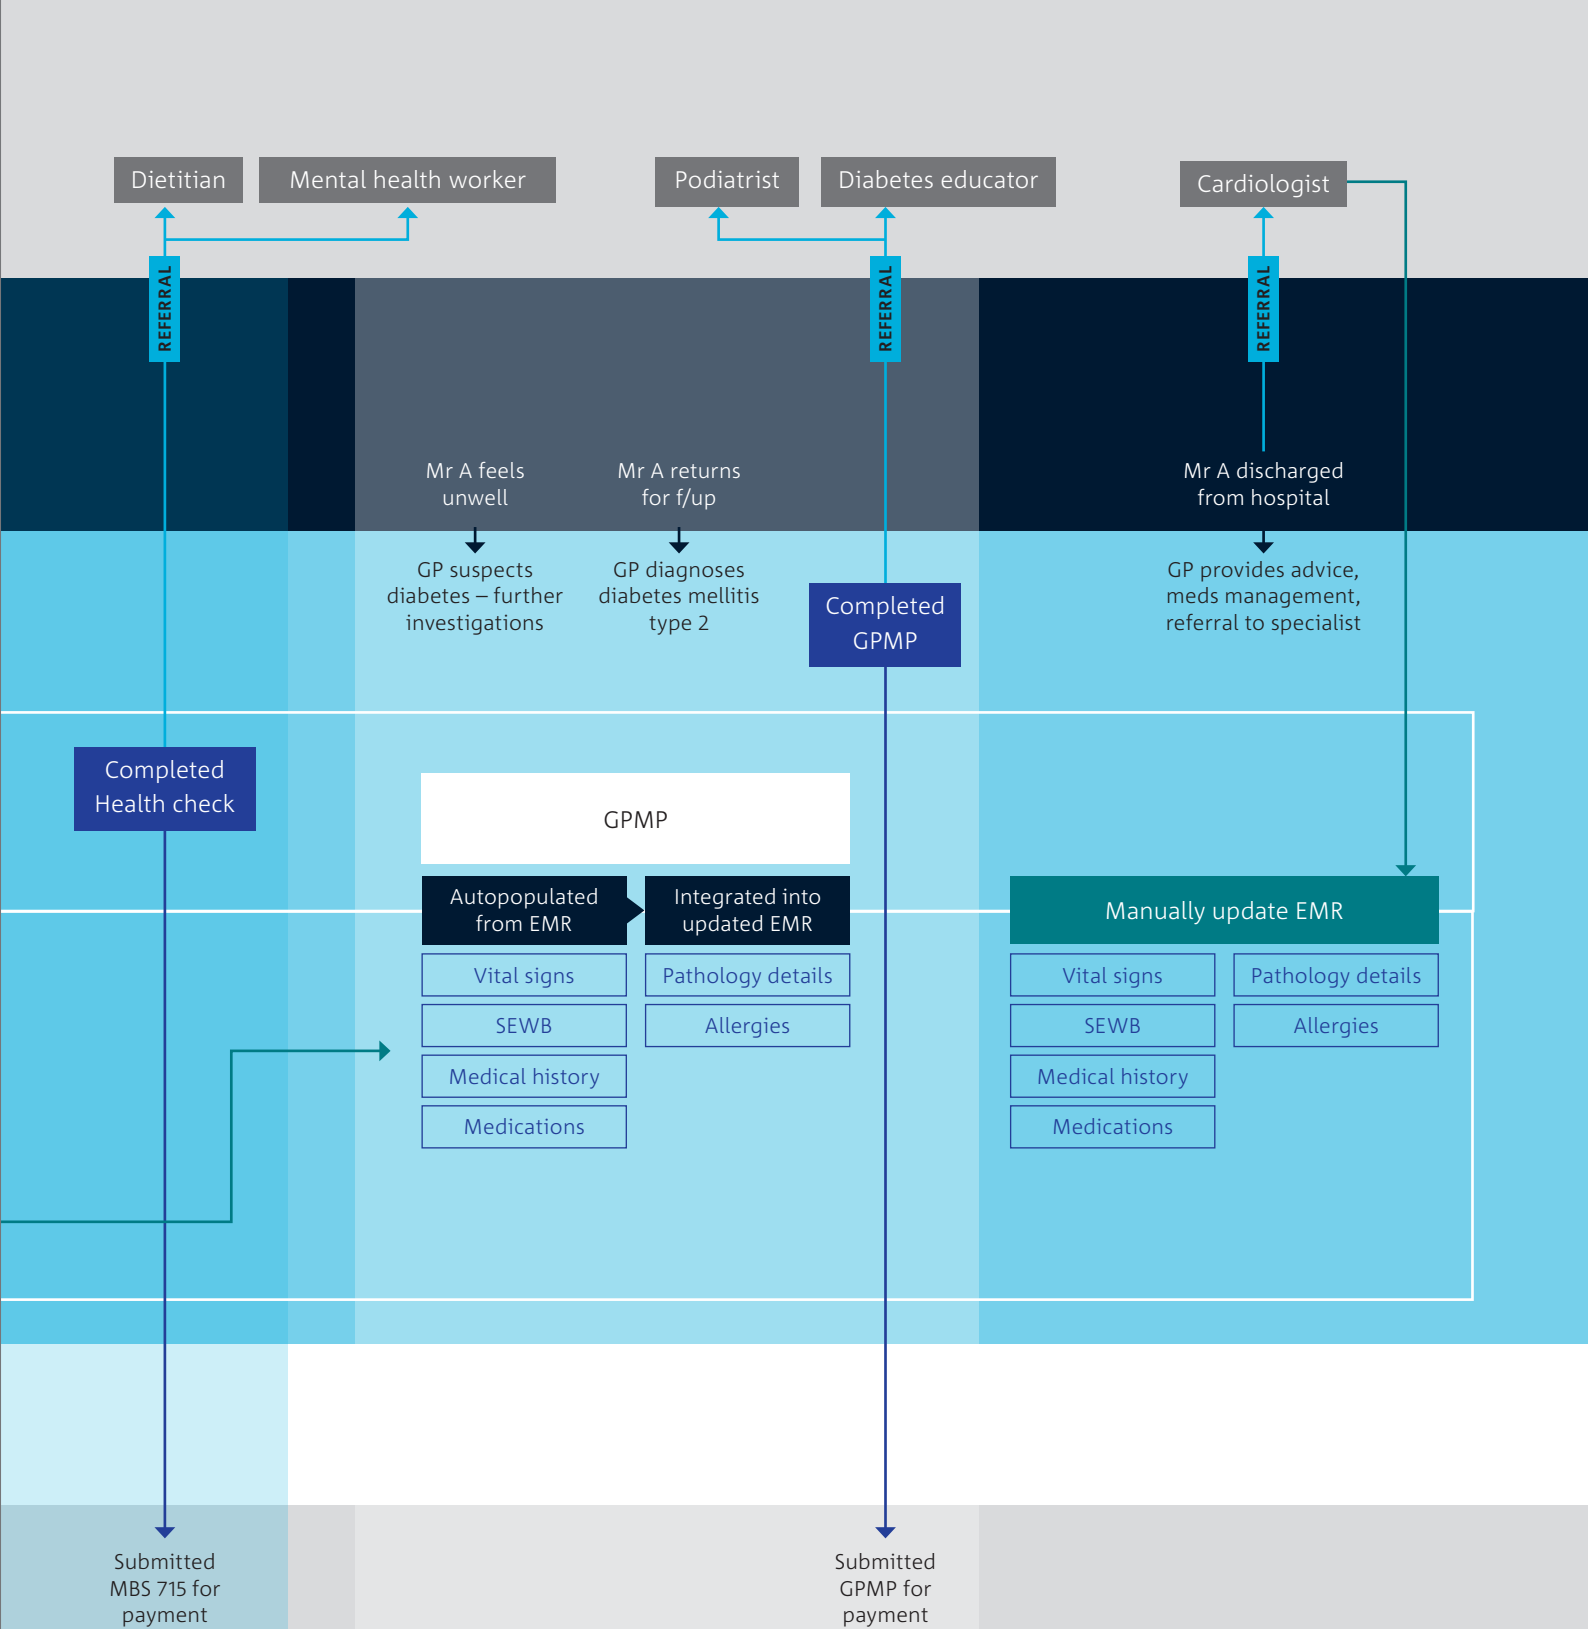 Dietitian
Mental health worker
Podiatrist
Diabetes educator
Cardiologist
REFERRAL
REFERRAL
REFERRAL
Mr A feels
unwell
Mr A returns
for f/up
Mr A discharged
from hospital
GP suspects
diabetes – further
investigations
GP diagnoses
diabetes mellitis
type 2
Completed
GPMP
GP provides advice,
meds management,
referral to specialist
Completed
Health check
GPMP
Autopopulated
from EMR
Integrated into
updated EMR
Manually update EMR
Vital signs
Pathology details
SEWB
Allergies
Medical history
Medications
Vital signs
Pathology details
SEWB
Allergies
Medical history
Medications
Submitted
MBS 715 for
payment
Submitted
GPMP for
payment